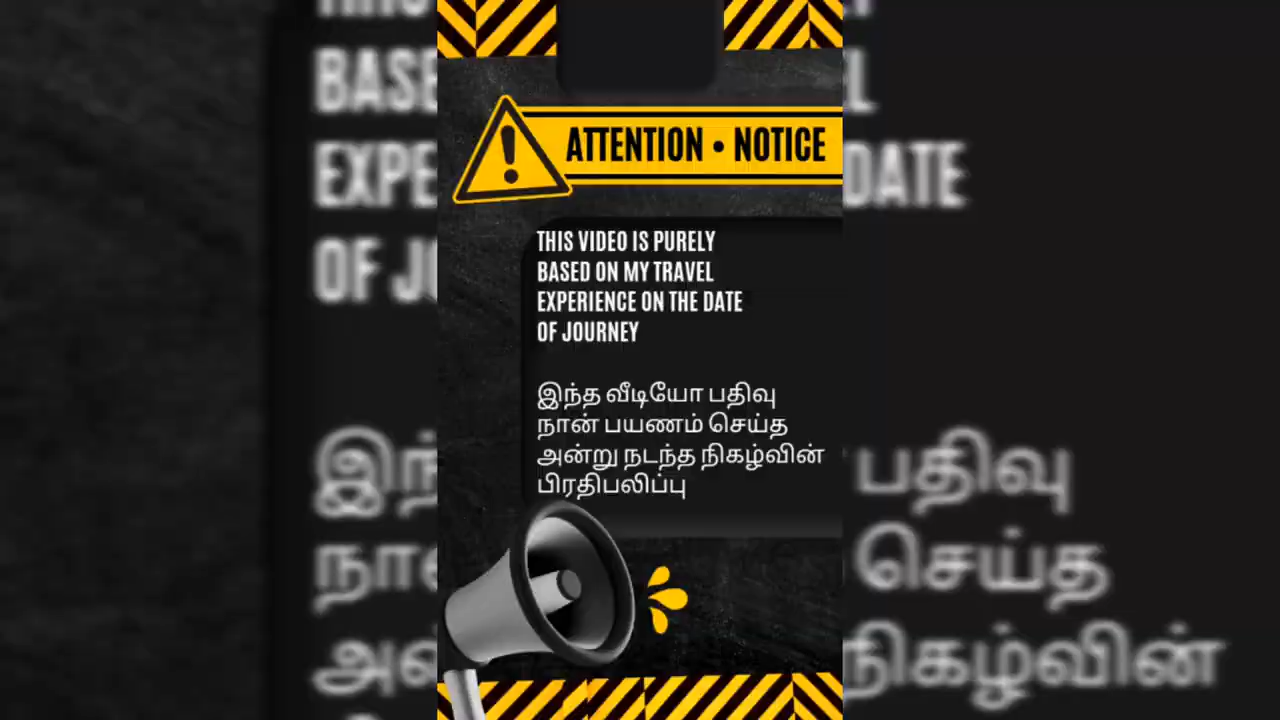 ATTENTION • NOTICE
THIS VIDEO IS PURELY
BASED ON MY TRAVEL
EXPERIENCE ON THE DATE
OF JOURNEY
இந்த வீடியோ பதிவு
நான் பயணம் செய்த
அன்று நடந்த நிகழ்வின்
பிரதிபலிப்பு